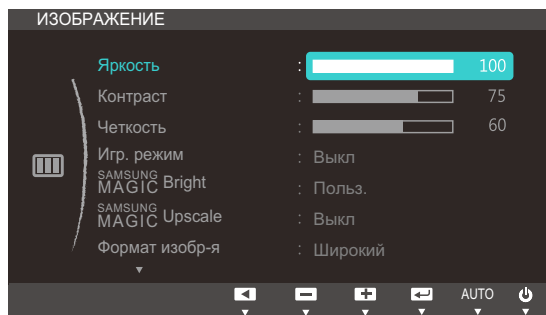 ИЗОБРАЖЕНИЕ
Яркость : 100
Контраст : 75
Четкость : 60
Игр. режим : Выкл
SAMSUNG MAGIC Bright : Польз.
SAMSUNG MAGIC Upscale : Выкл
Формат изобр-я : Широкий
AUTO